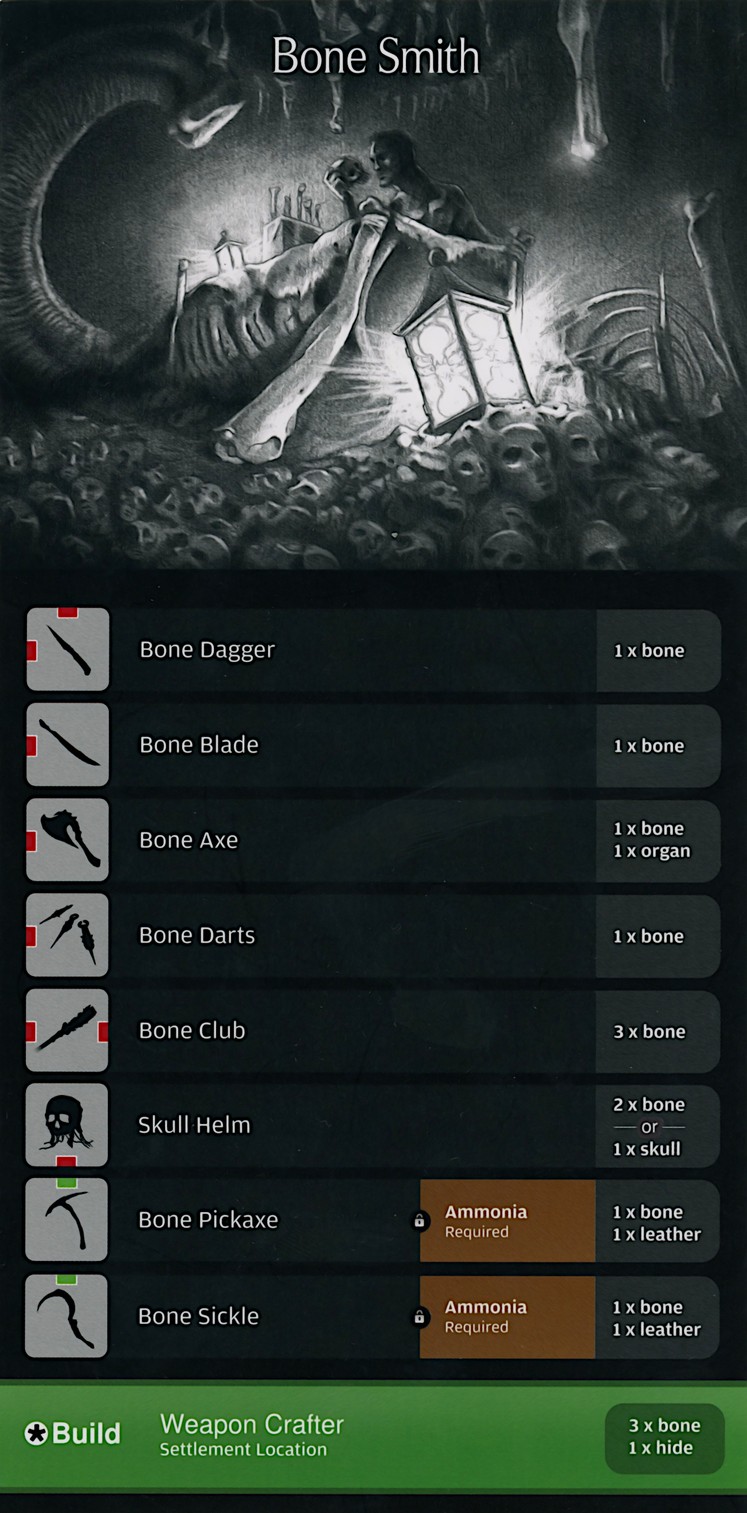 Bone Smith
Bone Dagger
1 x bone
Bone Blade
1 x bone
Bone Axe
1 x bone
1 x organ
Bone Darts
1 x bone
Bone Club
3 x bone
Skull Helm
2 x bone
or
1 x skull
Bone Pickaxe
Ammonia
Required
1 x bone
1 x leather
Bone Sickle
Ammonia
Required
1 x bone
1 x leather
Build
Weapon Crafter
Settlement Location
3 x bone
1 x hide